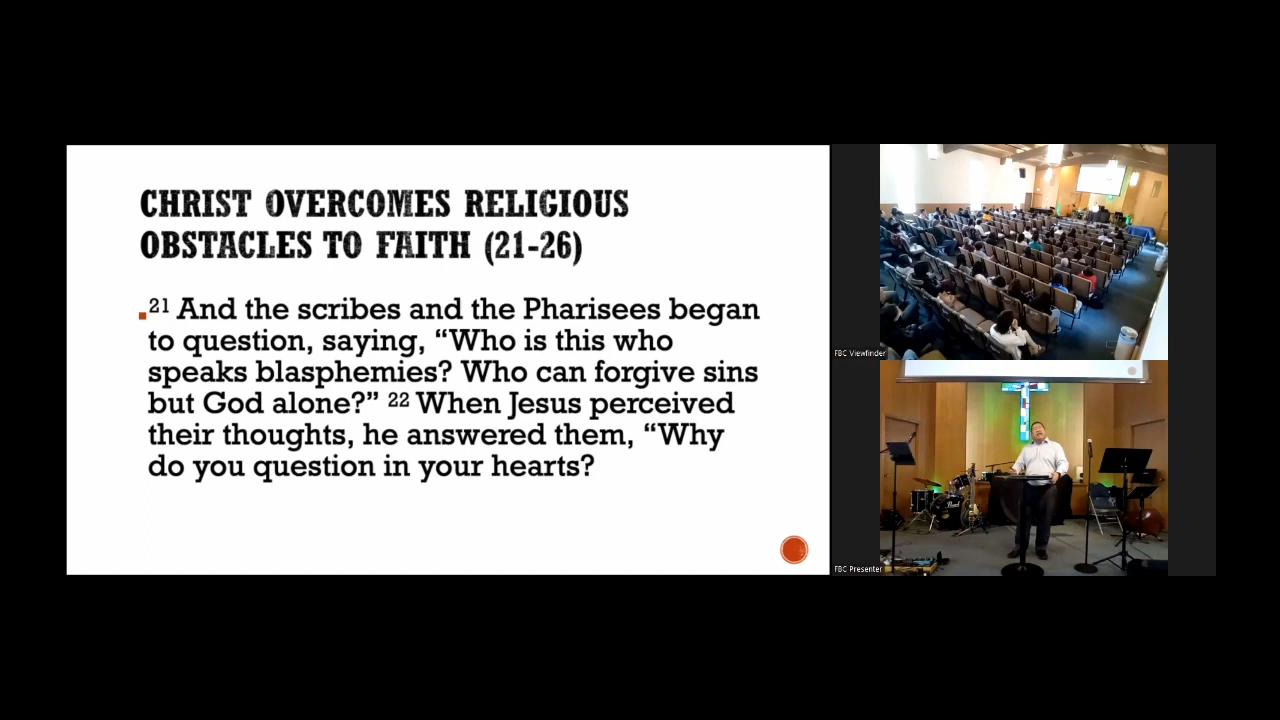 CHRIST OVERCOMES RELIGIOUS
OBSTACLES TO FAITH (21-26)
21 And the scribes and the Pharisees began
to question, saying, “Who is this who
speaks blasphemies? Who can forgive sins
but God alone?” 22 When Jesus perceived
their thoughts, he answered them, “Why
do you question in your hearts?
FBC Viewfinder
FBC Presenter
Pearl